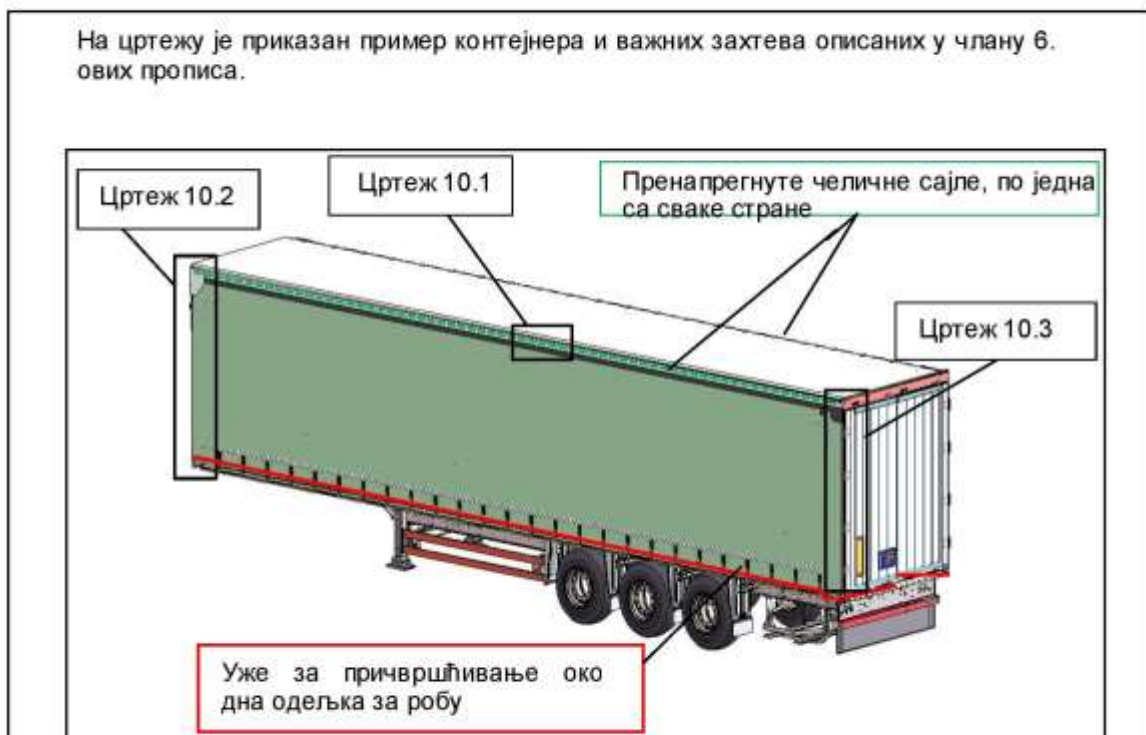 На цртежу је приказан пример контејнера и важних захтева описаних у члану 6.
ових прописа.
Цртеж 10.2
Цртеж 10.1
Пренапрегнуте челичне сајле, по једна
са сваке стране
Цртеж 10.3
Уже за причвршћивање око
дна одељка за робу